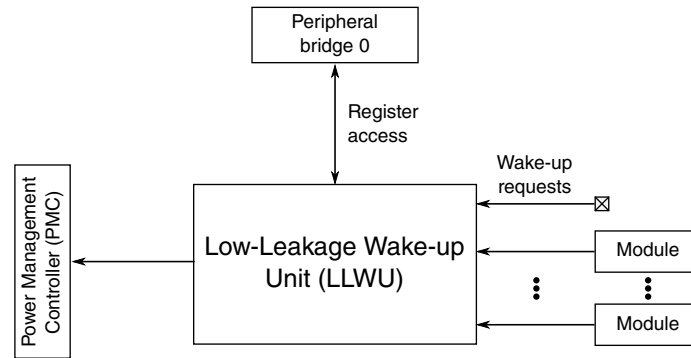 Peripheral
bridge 0
Register
access
Wake-up
requests
Power Management
Controller (PMC)
Low-Leakage Wake-up
Unit (LLWU)
Module
Module